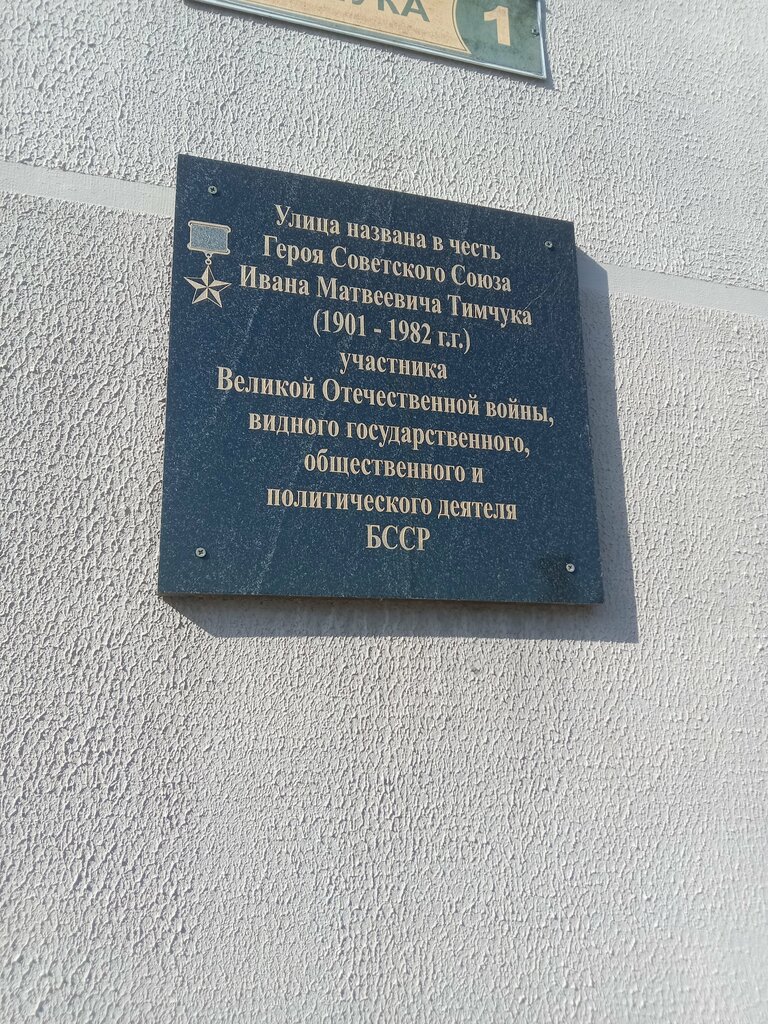 1
Улица названа в честь
Героя Советского Союза
Ивана Матвеевича Тимчука
(1901 - 1982 г.г.)
участника
Великой Отечественной войны,
видного государственного,
общественного и
политического деятеля
БССР